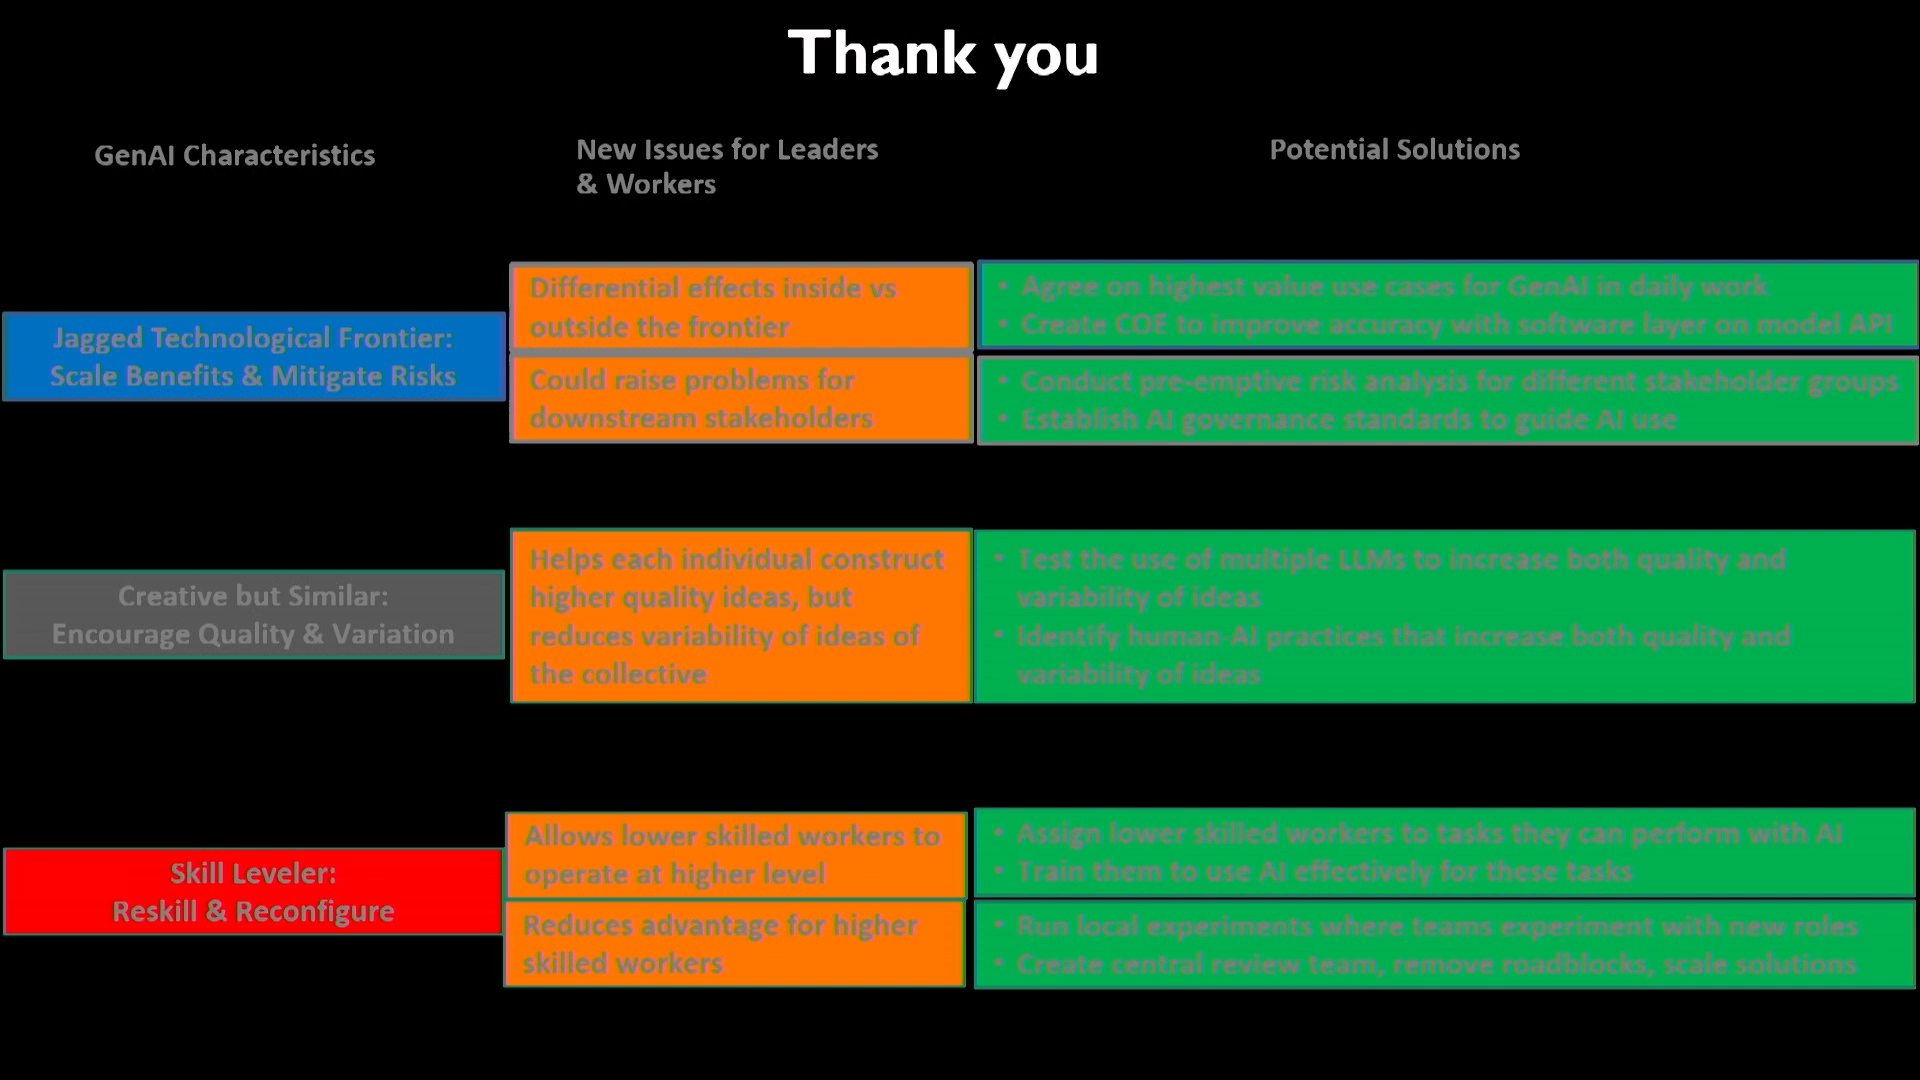 Thank you
GenAI Characteristics
New Issues for Leaders
& Workers
Potential Solutions
Jagged Technological Frontier:
Scale Benefits & Mitigate Risks
Differential effects inside vs
outside the frontier
• Agree on highest value use cases for GenAI in daily work
• Create COE to improve accuracy with software layer on model API
Could raise problems for
downstream stakeholders
• Conduct pre-emptive risk analysis for different stakeholder groups
• Establish AI governance standards to guide AI use
Creative but Similar:
Encourage Quality & Variation
Helps each individual construct
higher quality ideas, but
reduces variability of ideas of
the collective
• Test the use of multiple LLMs to increase both quality and
variability of ideas
• Identify human-AI practices that increase both quality and
variability of ideas
Skill Leveler:
Reskill & Reconfigure
Allows lower skilled workers to
operate at higher level
• Assign lower skilled workers to tasks they can perform with AI
• Train them to use AI effectively for these tasks
Reduces advantage for higher
skilled workers
• Run local experiments where teams experiment with new roles
• Create central review team, remove roadblocks, scale solutions